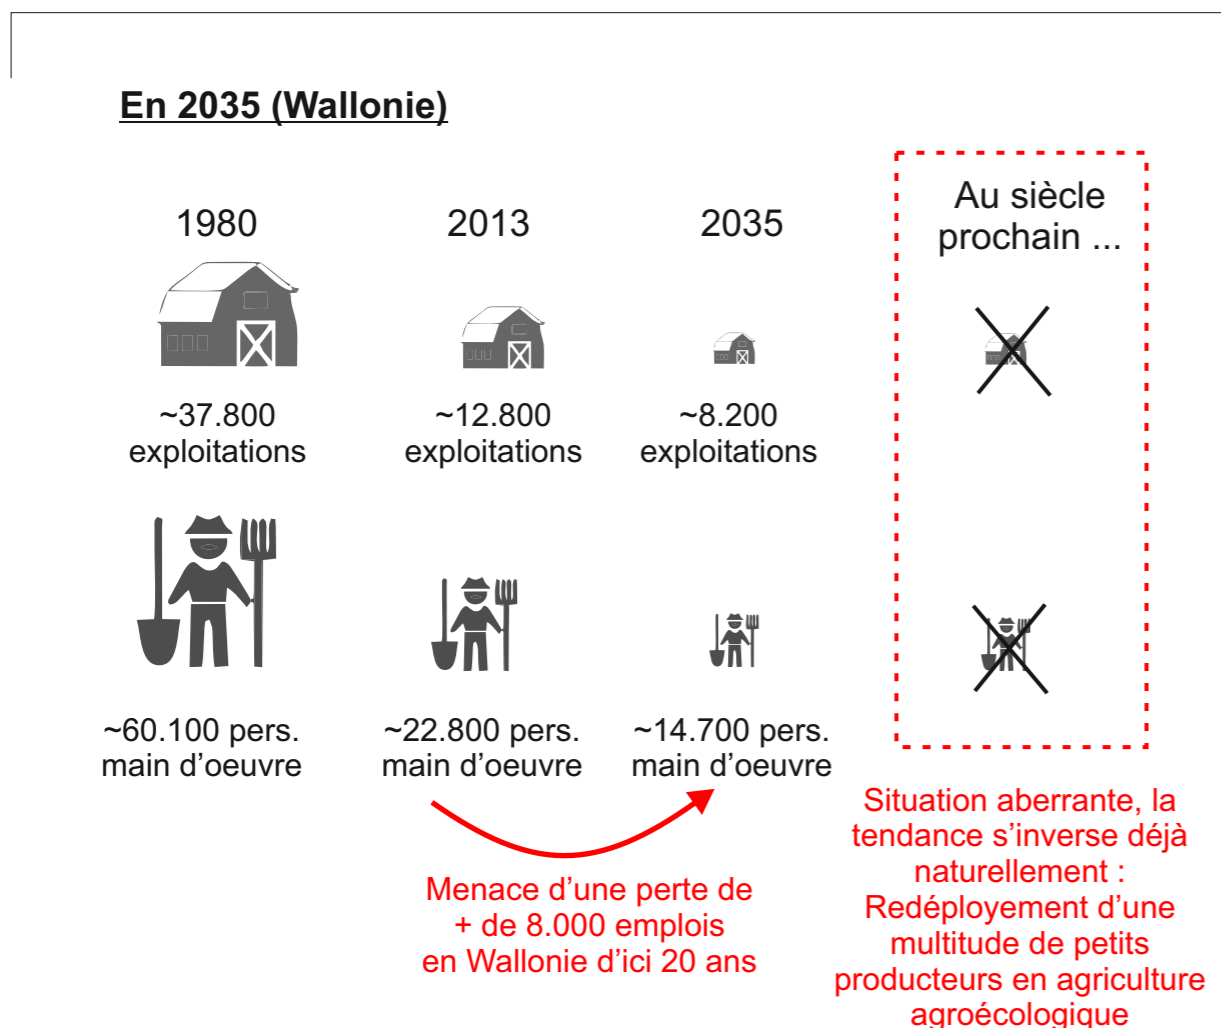 En 2035 (Wallonie)
1980
2013
2035
Au siècle
prochain ...
~37.800
exploitations
~12.800
exploitations
~8.200
exploitations
~60.100 pers.
main d'oeuvre
~22.800 pers.
main d'oeuvre
~14.700 pers.
main d'oeuvre
Menace d'une perte de
+ de 8.000 emplois
en Wallonie d'ici 20 ans
Situation aberrante, la
tendance s'inverse déjà
naturellement :
Redéployement d'une
multitude de petits
producteurs en agriculture
agroécologique